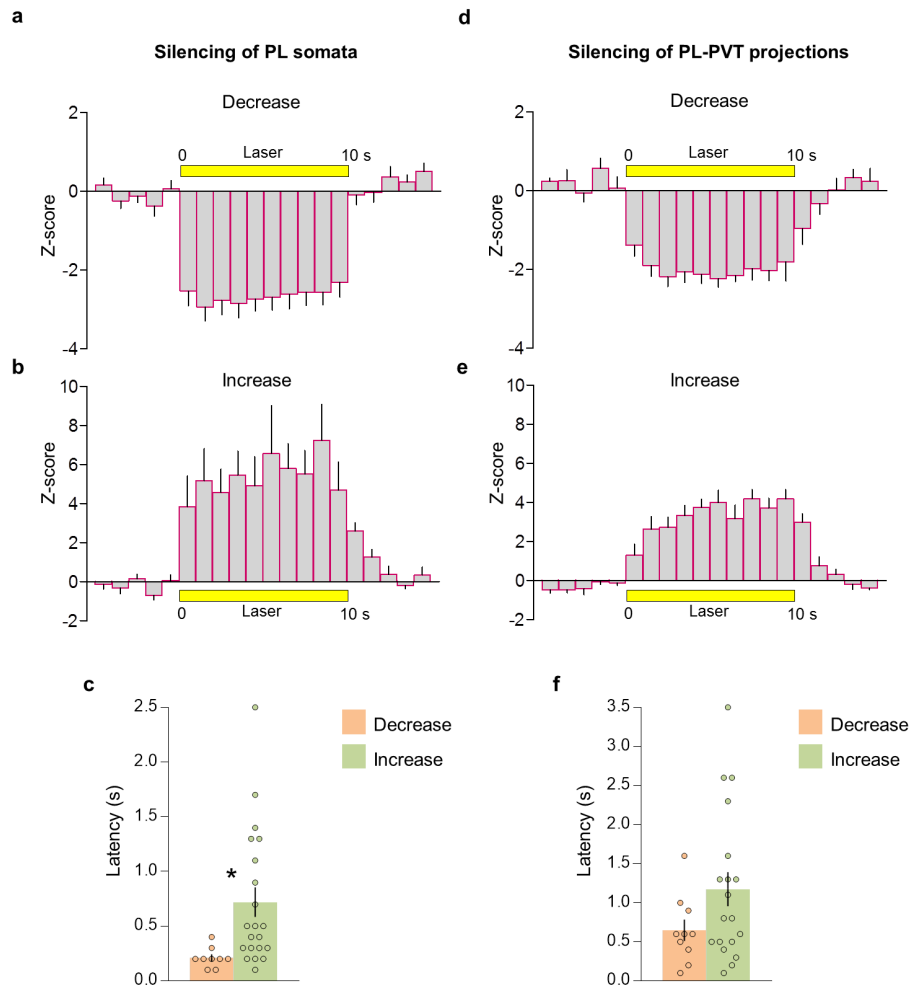 a
Silencing of PL somata
Decrease
2
0
-2
-4
Z-score
0
Laser
10 s
b
Increase
10
8
6
4
2
0
-2
Z-score
0
Laser
10 s
c
2.5
2.0
1.5
1.0
0.5
0.0
Latency (s)
*
Decrease
Increase
d
Silencing of PL-PVT projections
Decrease
2
0
-2
-4
Z-score
0
Laser
10 s
e
Increase
10
8
6
4
2
0
-2
Z-score
0
Laser
10 s
f
3.5
3.0
2.5
2.0
1.5
1.0
0.5
0.0
Latency (s)
Decrease
Increase